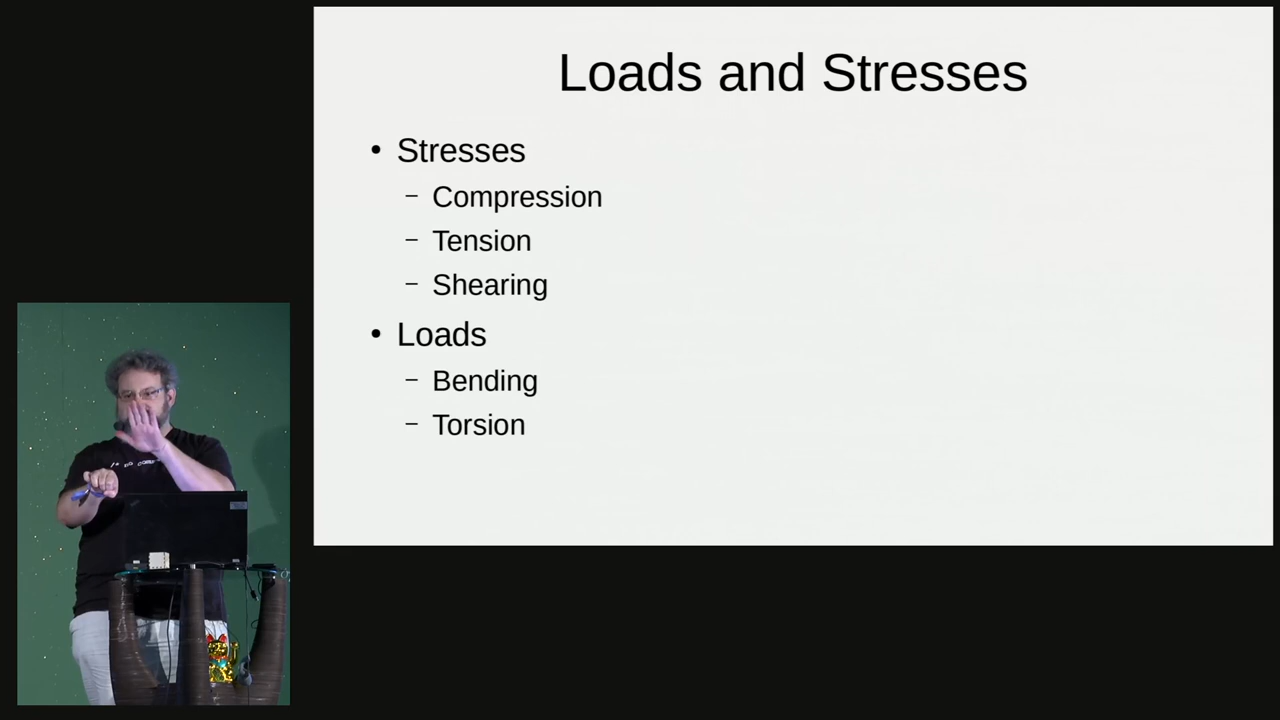 Loads and Stresses
• Stresses
– Compression
– Tension
– Shearing
• Loads
– Bending
– Torsion